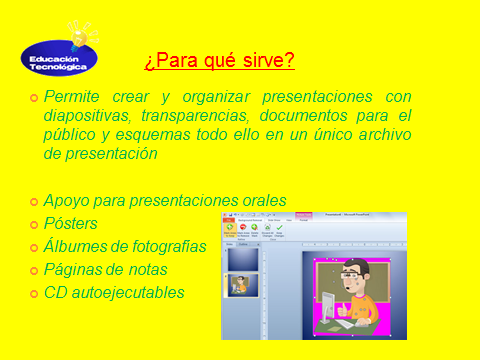 Educación
Tecnológica
¿Para qué sirve?
Permite crear y organizar presentaciones con
diapositivas, transparencias, documentos para el
público y esquemas todo ello en un único archivo
de presentación
Apoyo para presentaciones orales
Pósters
Álbumes de fotografías
Páginas de notas
CD autoejecutables